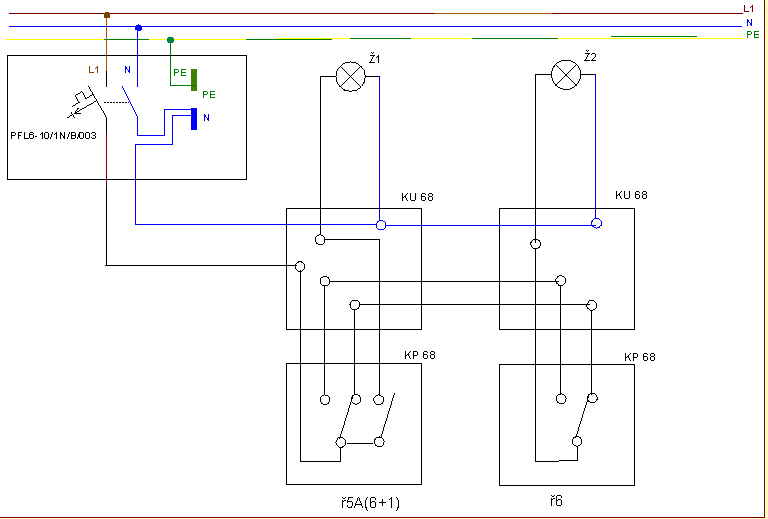 L1
N
PE
Ž1
Ž2
L1 N
PE
PE
N
PFL6-10/1N/B/003
KU 68
KU 68
KP 68
KP 68
ř5A(6+1)
ř6